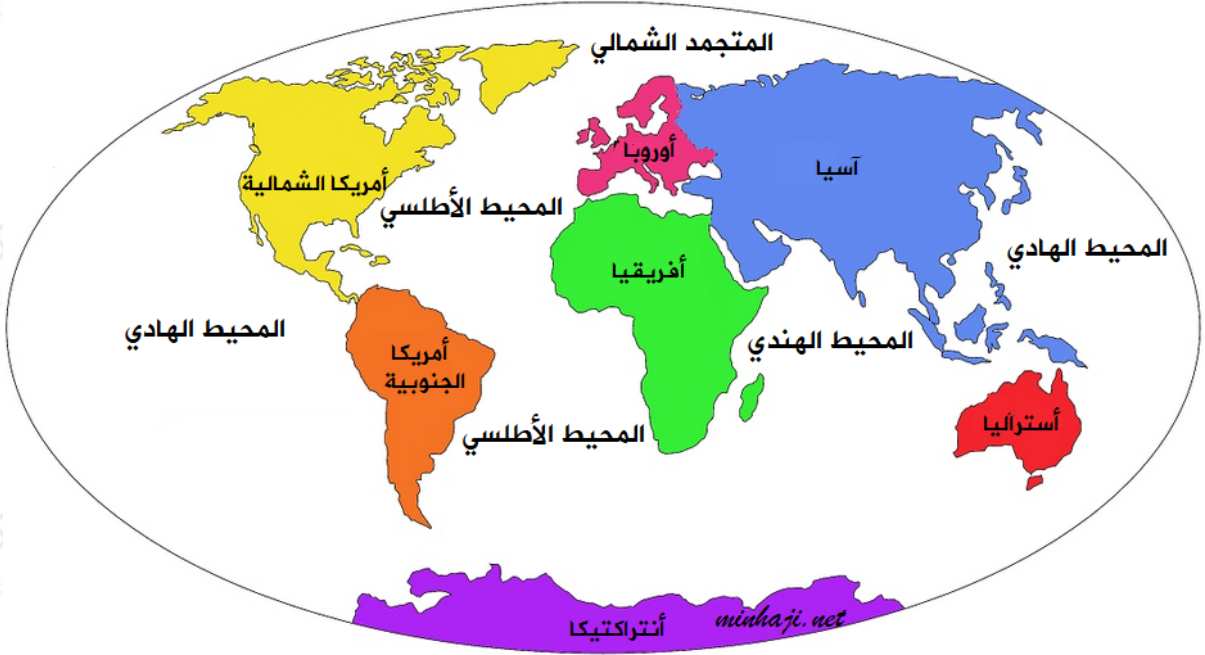 المتجمد الشمالي
أوروبا
آسيا
أمريكا الشمالية
المحيط الأطلسي
المحيط الهادي
أفريقيا
المحيط الهادي
المحيط الهندي
أمريكا
الجنوبية
أستراليا
المحيط الأطلسي
أنتراكتيكا
minhaji.net